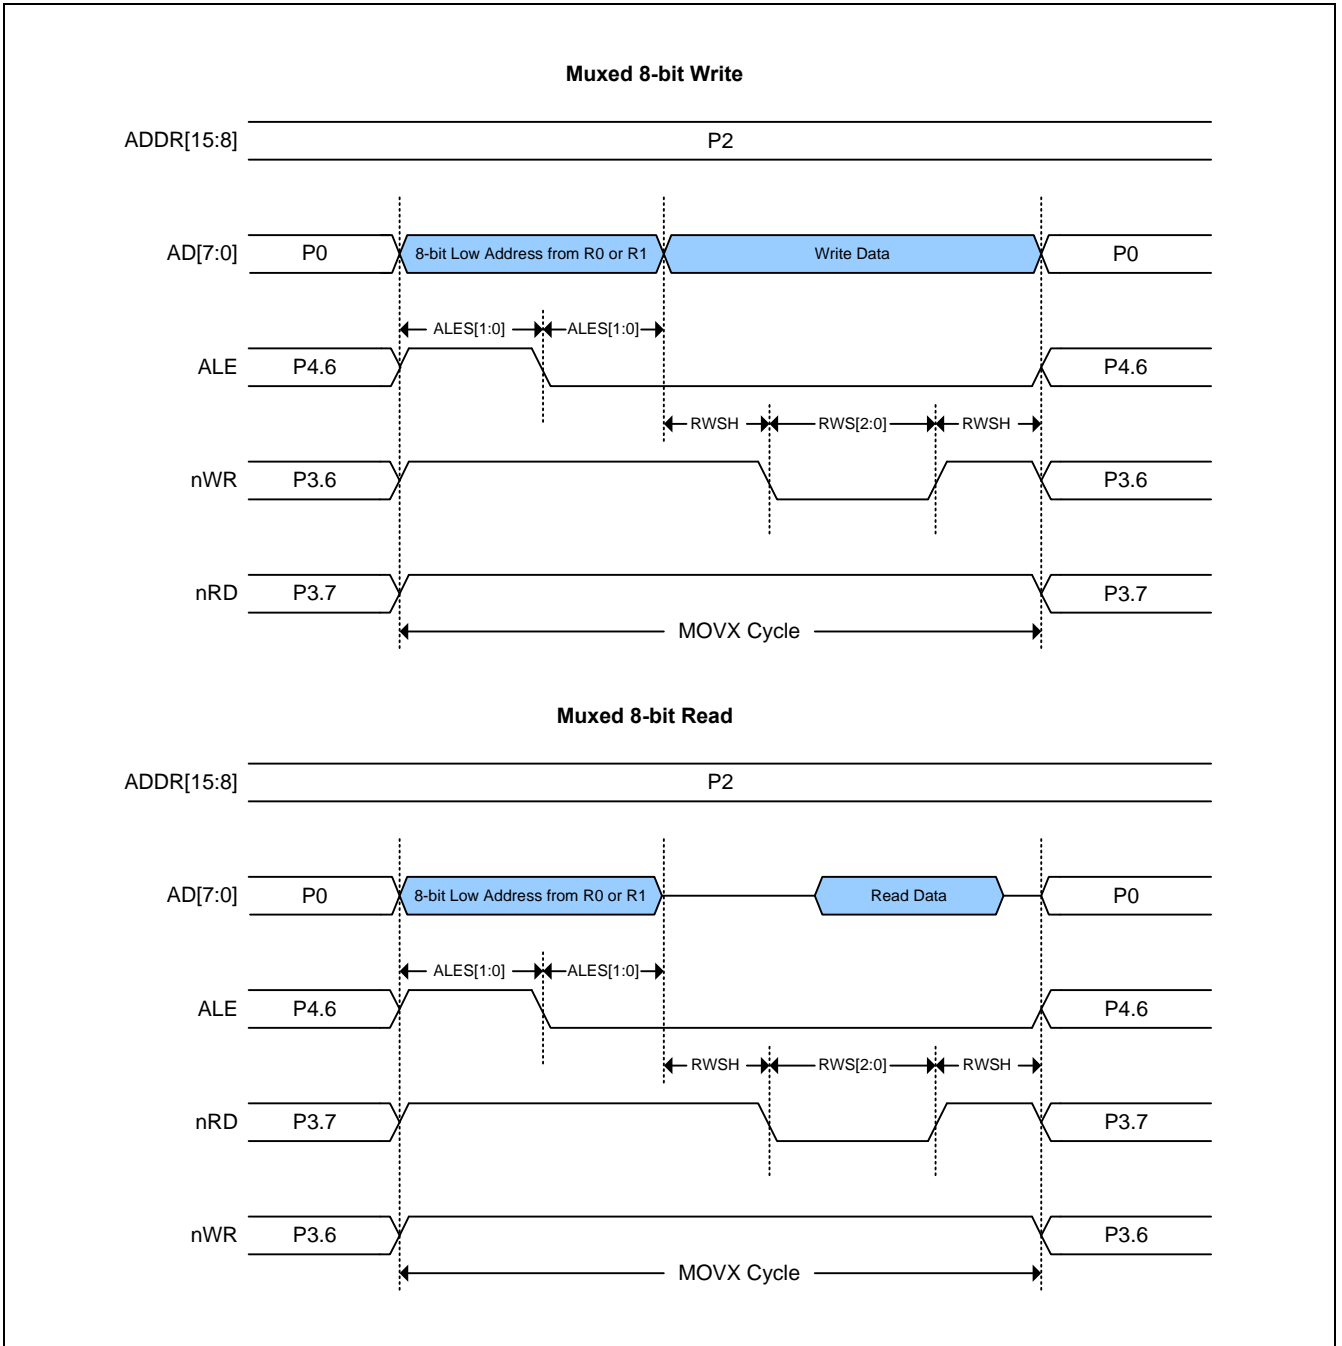 Muxed 8-bit Write
ADDR[15:8] P2
AD[7:0] P0 8-bit Low Address from R0 or R1 Write Data P0
ALES[1:0] ALES[1:0]
ALE P4.6 P4.6
RWSH RWS[2:0] RWSH
nWR P3.6 P3.6
nRD P3.7 P3.7
MOVX Cycle
Muxed 8-bit Read
ADDR[15:8] P2
AD[7:0] P0 8-bit Low Address from R0 or R1 Read Data P0
ALES[1:0] ALES[1:0]
ALE P4.6 P4.6
RWSH RWS[2:0] RWSH
nRD P3.7 P3.7
nWR P3.6 P3.6
MOVX Cycle